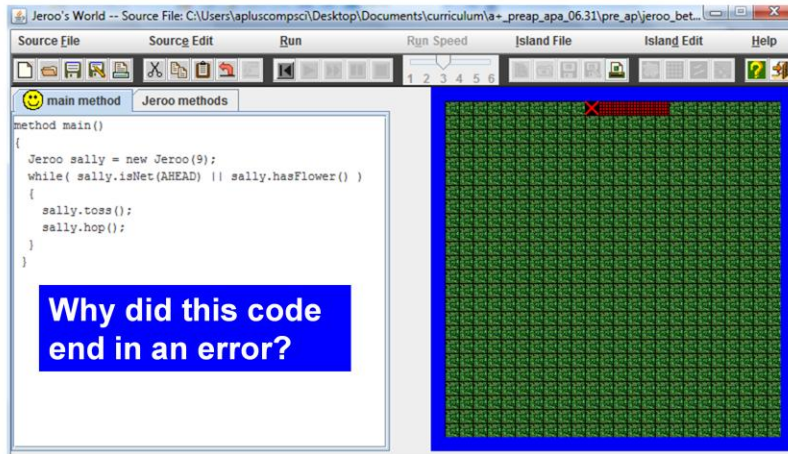 Jeroo's World -- Source File: C:\Users\apluscompsci\Desktop\Documents\curriculum\a+_preap_apa_06.31\pre_ap\jeroo_bet...
Source File Source Edit Run Run Speed Island File Island Edit Help
1 2 3 4 5 6
main method Jeroo methods
method main()
{
Jeroo sally = new Jeroo(9);
while( sally.isNet(AHEAD) || sally.hasFlower() )
{
sally.toss();
sally.hop();
}
}
Why did this code
end in an error?